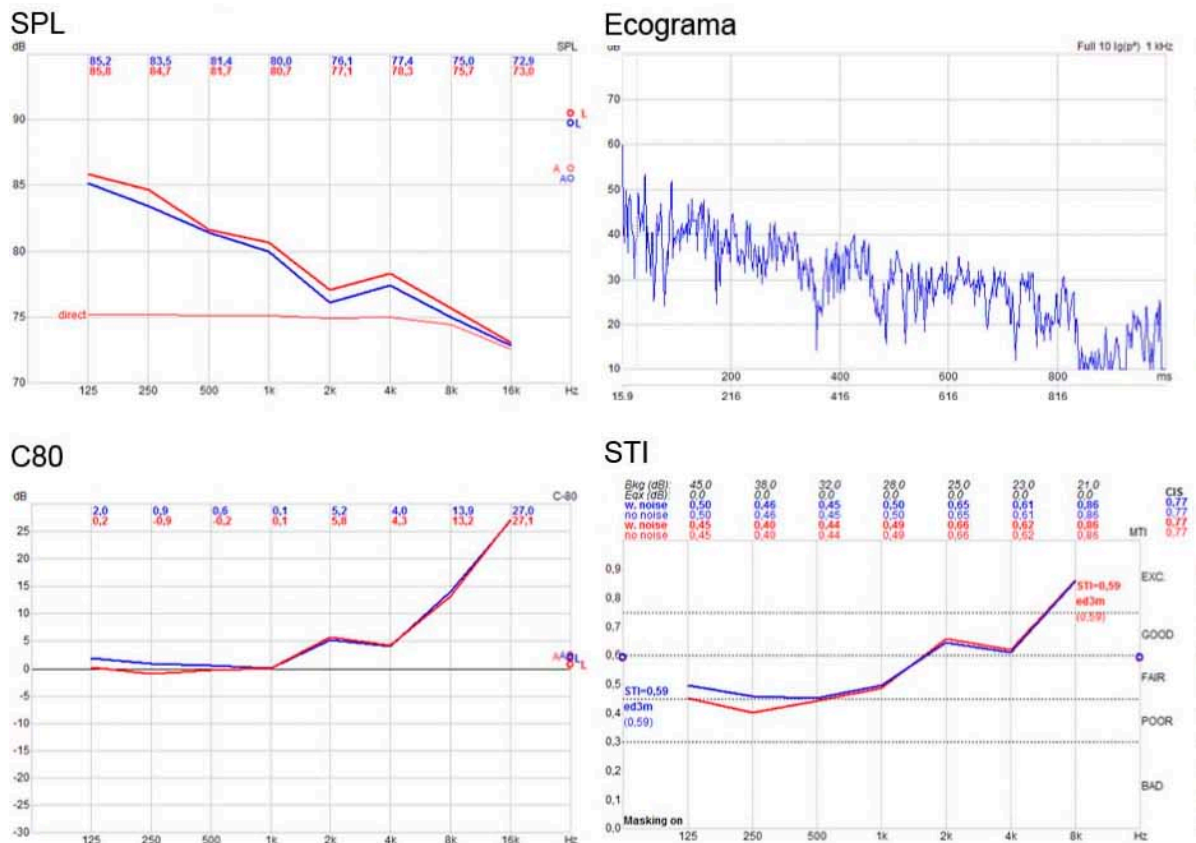 SPL
dB
SPL
85,2 83,5 81,4 80,0 76,1 77,4 75,0 72,9
85,8 84,7 81,7 80,7 77,1 78,3 75,7 73,0
90
L
L
A
A
85
80
75
direct
70
125 250 500 1k 2k 4k 8k 16k Hz
Ecograma
dB
Full 10 lg(p²) 1 kHz
70
60
50
40
30
20
10
200 400 600 800 ms
15.9 216 416 616 816
C80
dB
C-80
2,0 0,9 0,6 0,1 5,2 4,0 13,9 27,0
0,2 -0,9 -0,2 0,1 5,8 4,3 13,2 27,1
25
20
15
10
5
0
A A L L
-5
-10
-15
-20
-25
-30
125 250 500 1k 2k 4k 8k 16k Hz
STI
Bkg (dB): 45,0 38,0 32,0 28,0 25,0 23,0 21,0
Eqx (dB) 0,0 0,0 0,0 0,0 0,0 0,0 0,0 CIS
w. noise 0,50 0,46 0,45 0,50 0,65 0,61 0,86 0,77
no noise 0,50 0,46 0,45 0,50 0,65 0,61 0,86 0,77
w. noise 0,45 0,40 0,44 0,49 0,66 0,62 0,86 0,77
no noise 0,45 0,40 0,44 0,49 0,66 0,62 0,86 MTI 0,77
0,9
EXC.
STI=0,59
0,8
ed3m
(0,59)
0,7
GOOD
0,6
FAIR
0,5
STI=0,59
ed3m
0,4
(0,59)
POOR
0,3
0,2
BAD
0,1
Masking on
0,0
125 250 500 1k 2k 4k 8k Hz